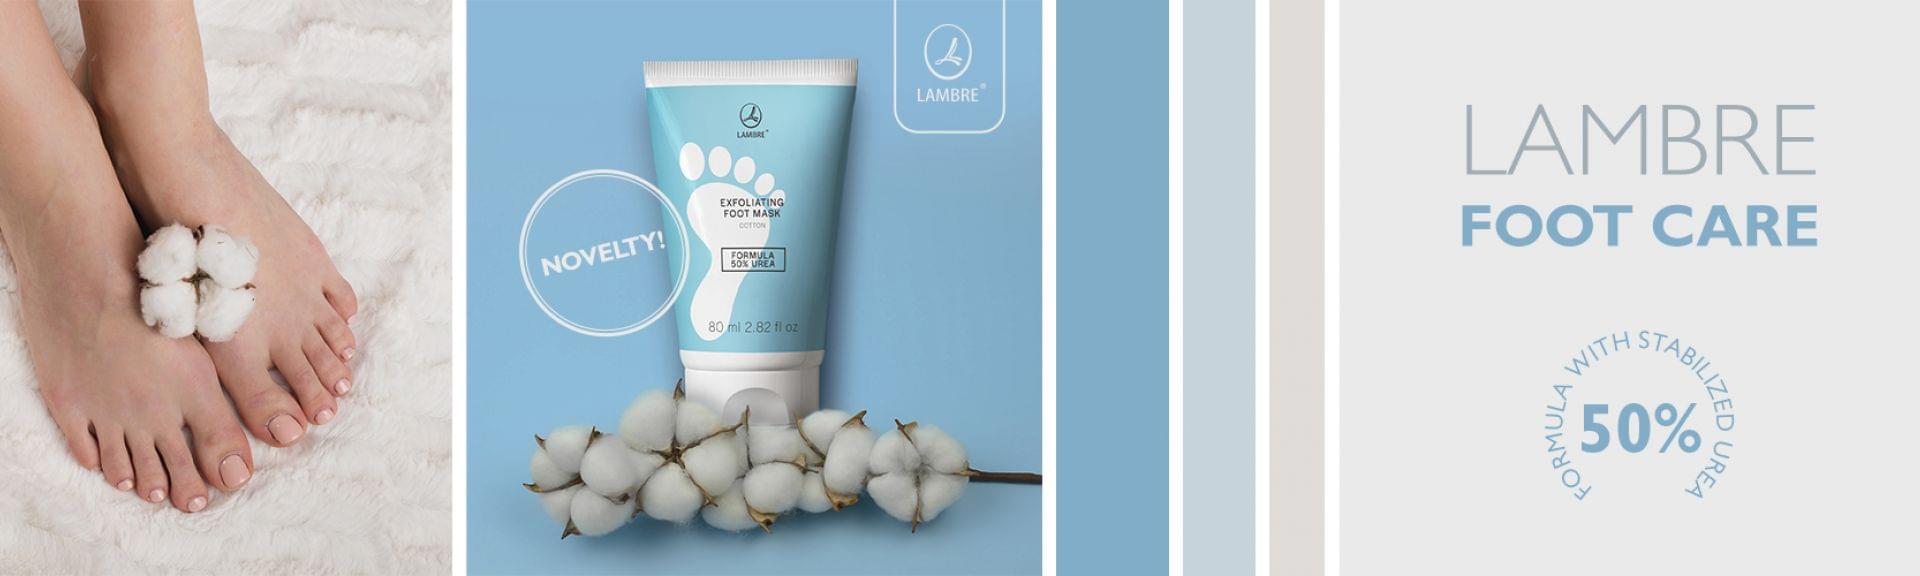 LAMBRE®
LAMBRE®
EXFOLIATING
FOOT MASK
COTTON
FORMULA
50% UREA
80 ml 2.82 fl oz
NOVELTY!
LAMBRE
FOOT CARE
FORMULA WITH STABILIZED UREA
50%